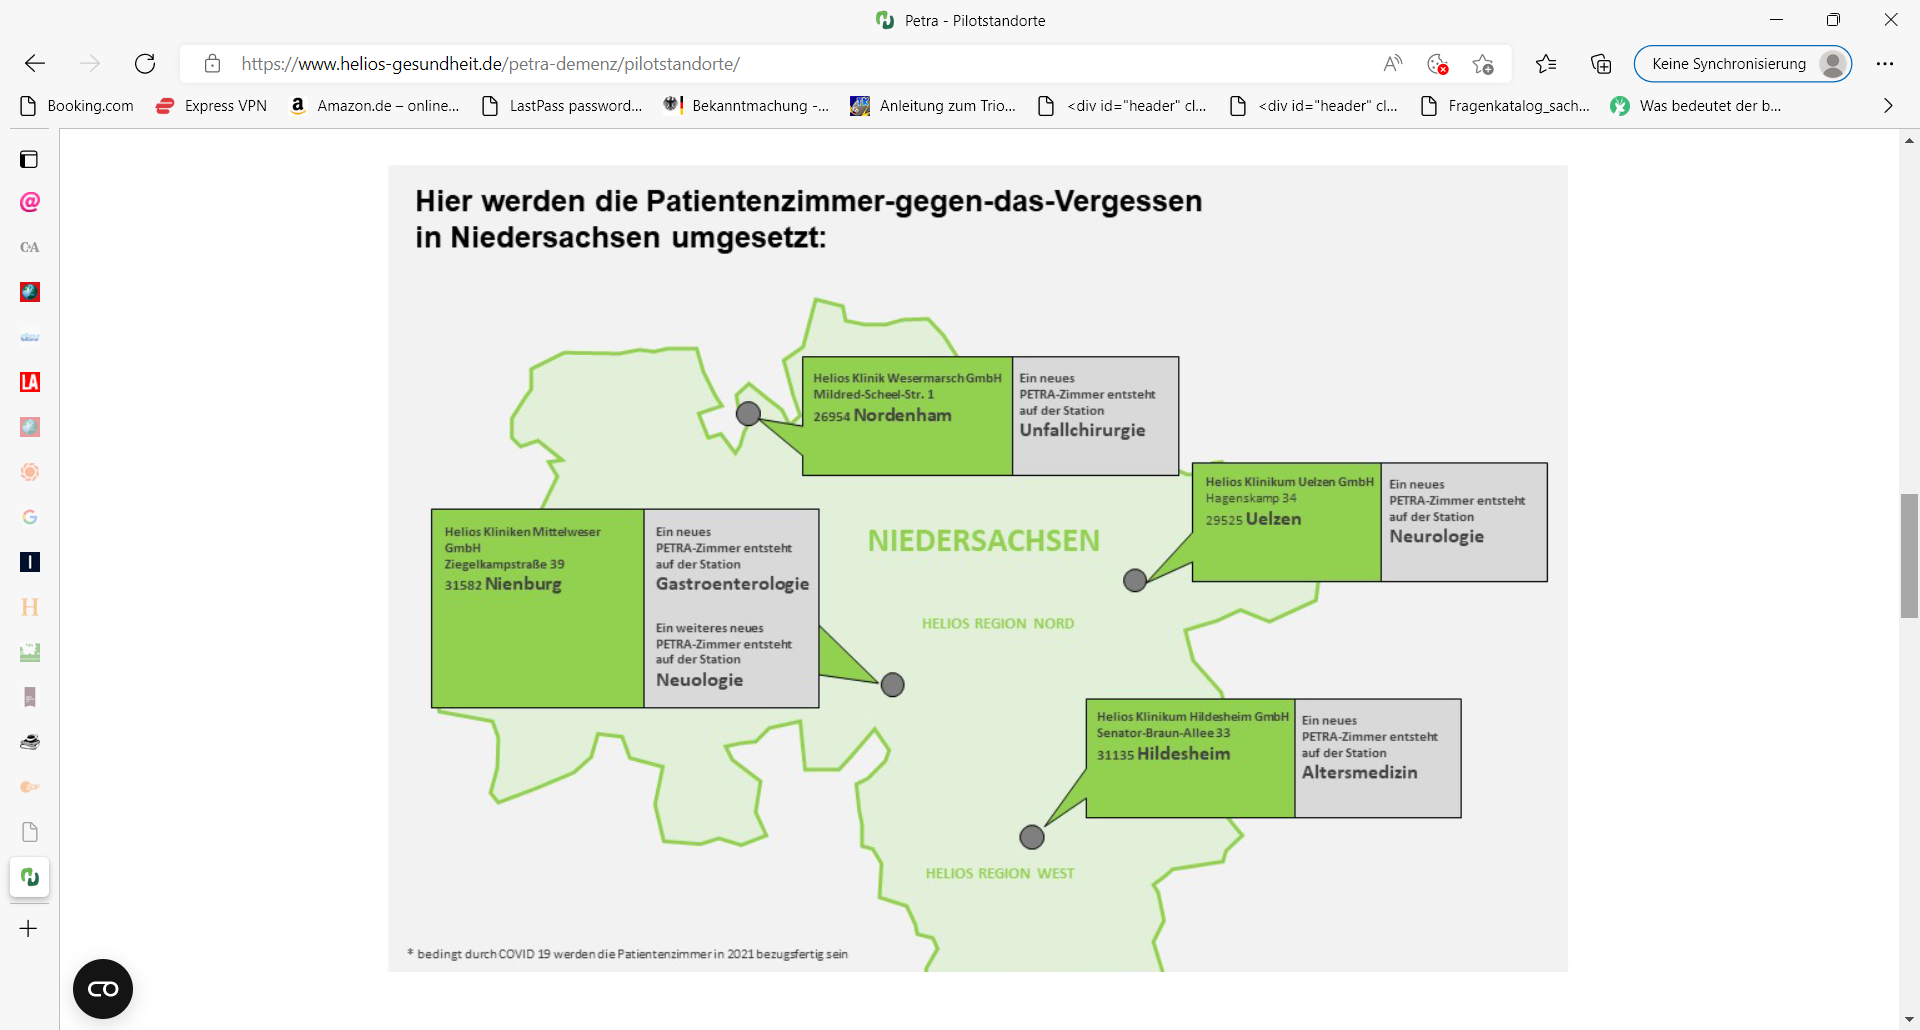 Petra - Pilotstandorte
https://www.helios-gesundheit.de/petra-demenz/pilotstandorte/
Keine Synchronisierung
Booking.com
Express VPN
Amazon.de – online...
LastPass password...
Bekanntmachung -...
Anleitung zum Trio...
<div id="header" cl...
<div id="header" cl...
Fragenkatalog_sach...
Was bedeutet der b...
C&A
LA
Hier werden die Patientenzimmer-gegen-das-Vergessen
in Niedersachsen umgesetzt:
Helios Klinik Wesermarsch GmbH
Mildred-Scheel-Str. 1
26954 Nordenham
Ein neues
PETRA-Zimmer entsteht
auf der Station
Unfallchirurgie
Helios Klinikum Uelzen GmbH
Hagenskamp 34
29525 Uelzen
Ein neues
PETRA-Zimmer entsteht
auf der Station
Neurologie
Helios Kliniken Mittelweser
GmbH
Ziegelkampstraße 39
31582 Nienburg
Ein neues
PETRA-Zimmer entsteht
auf der Station
Gastroenterologie
Ein weiteres neues
PETRA-Zimmer entsteht
auf der Station
Neuologie
NIEDERSACHSEN
HELIOS REGION NORD
Helios Klinikum Hildesheim GmbH
Senator-Braun-Allee 33
31135 Hildesheim
Ein neues
PETRA-Zimmer entsteht
auf der Station
Altersmedizin
HELIOS REGION WEST
* bedingt durch COVID 19 werden die Patientenzimmer in 2021 bezugsfertig sein